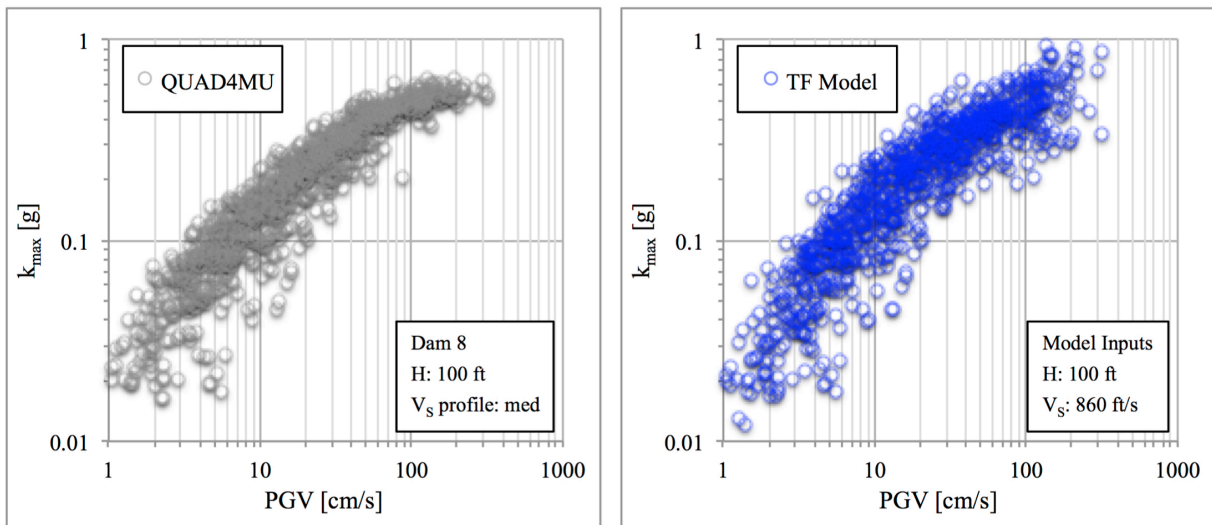 1
QUAD4MU
0.1
k_max [g]
Dam 8
H: 100 ft
V_S profile: med
0.01
1 10 100 1000
PGV [cm/s]
1
TF Model
0.1
k_max [g]
Model Inputs
H: 100 ft
V_S: 860 ft/s
0.01
1 10 100 1000
PGV [cm/s]